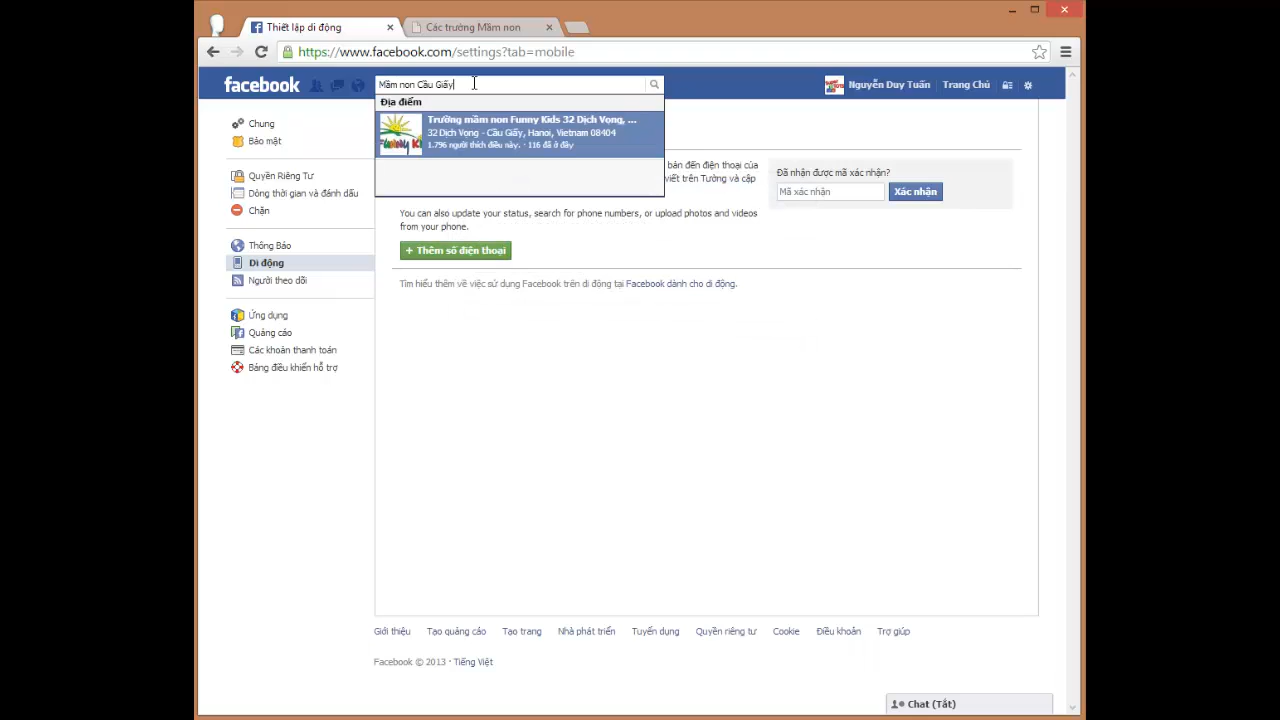 Thiết lập di động
Các trường Mầm non
https://www.facebook.com/settings?tab=mobile
facebook
Mầm non Cầu Giấy
Nguyễn Duy Tuấn
Trang Chủ
Địa điểm
Trường mầm non Funny Kids 32 Dịch Vọng, ...
32 Dịch Vọng - Cầu Giấy, Hanoi, Vietnam 08404
1.796 người thích điều này. · 116 đã ở đây
Chung
Bảo mật
Quyền Riêng Tư
Dòng thời gian và đánh dấu
Chặn
Thông Báo
Di động
Người theo dõi
Ứng dụng
Quảng cáo
Các khoản thanh toán
Bảng điều khiển hỗ trợ
bản đến điện thoại của
viết trên Tường và cập
You can also update your status, search for phone numbers, or upload photos and videos
from your phone.
+ Thêm số điện thoại
Tìm hiểu thêm về việc sử dụng Facebook trên di động tại Facebook dành cho di động.
Đã nhận được mã xác nhận?
Mã xác nhận
Xác nhận
Giới thiệu Tạo quảng cáo Tạo trang Nhà phát triển Tuyển dụng Quyền riêng tư Cookie Điều khoản Trợ giúp
Facebook © 2013 · Tiếng Việt
Chat (Tắt)